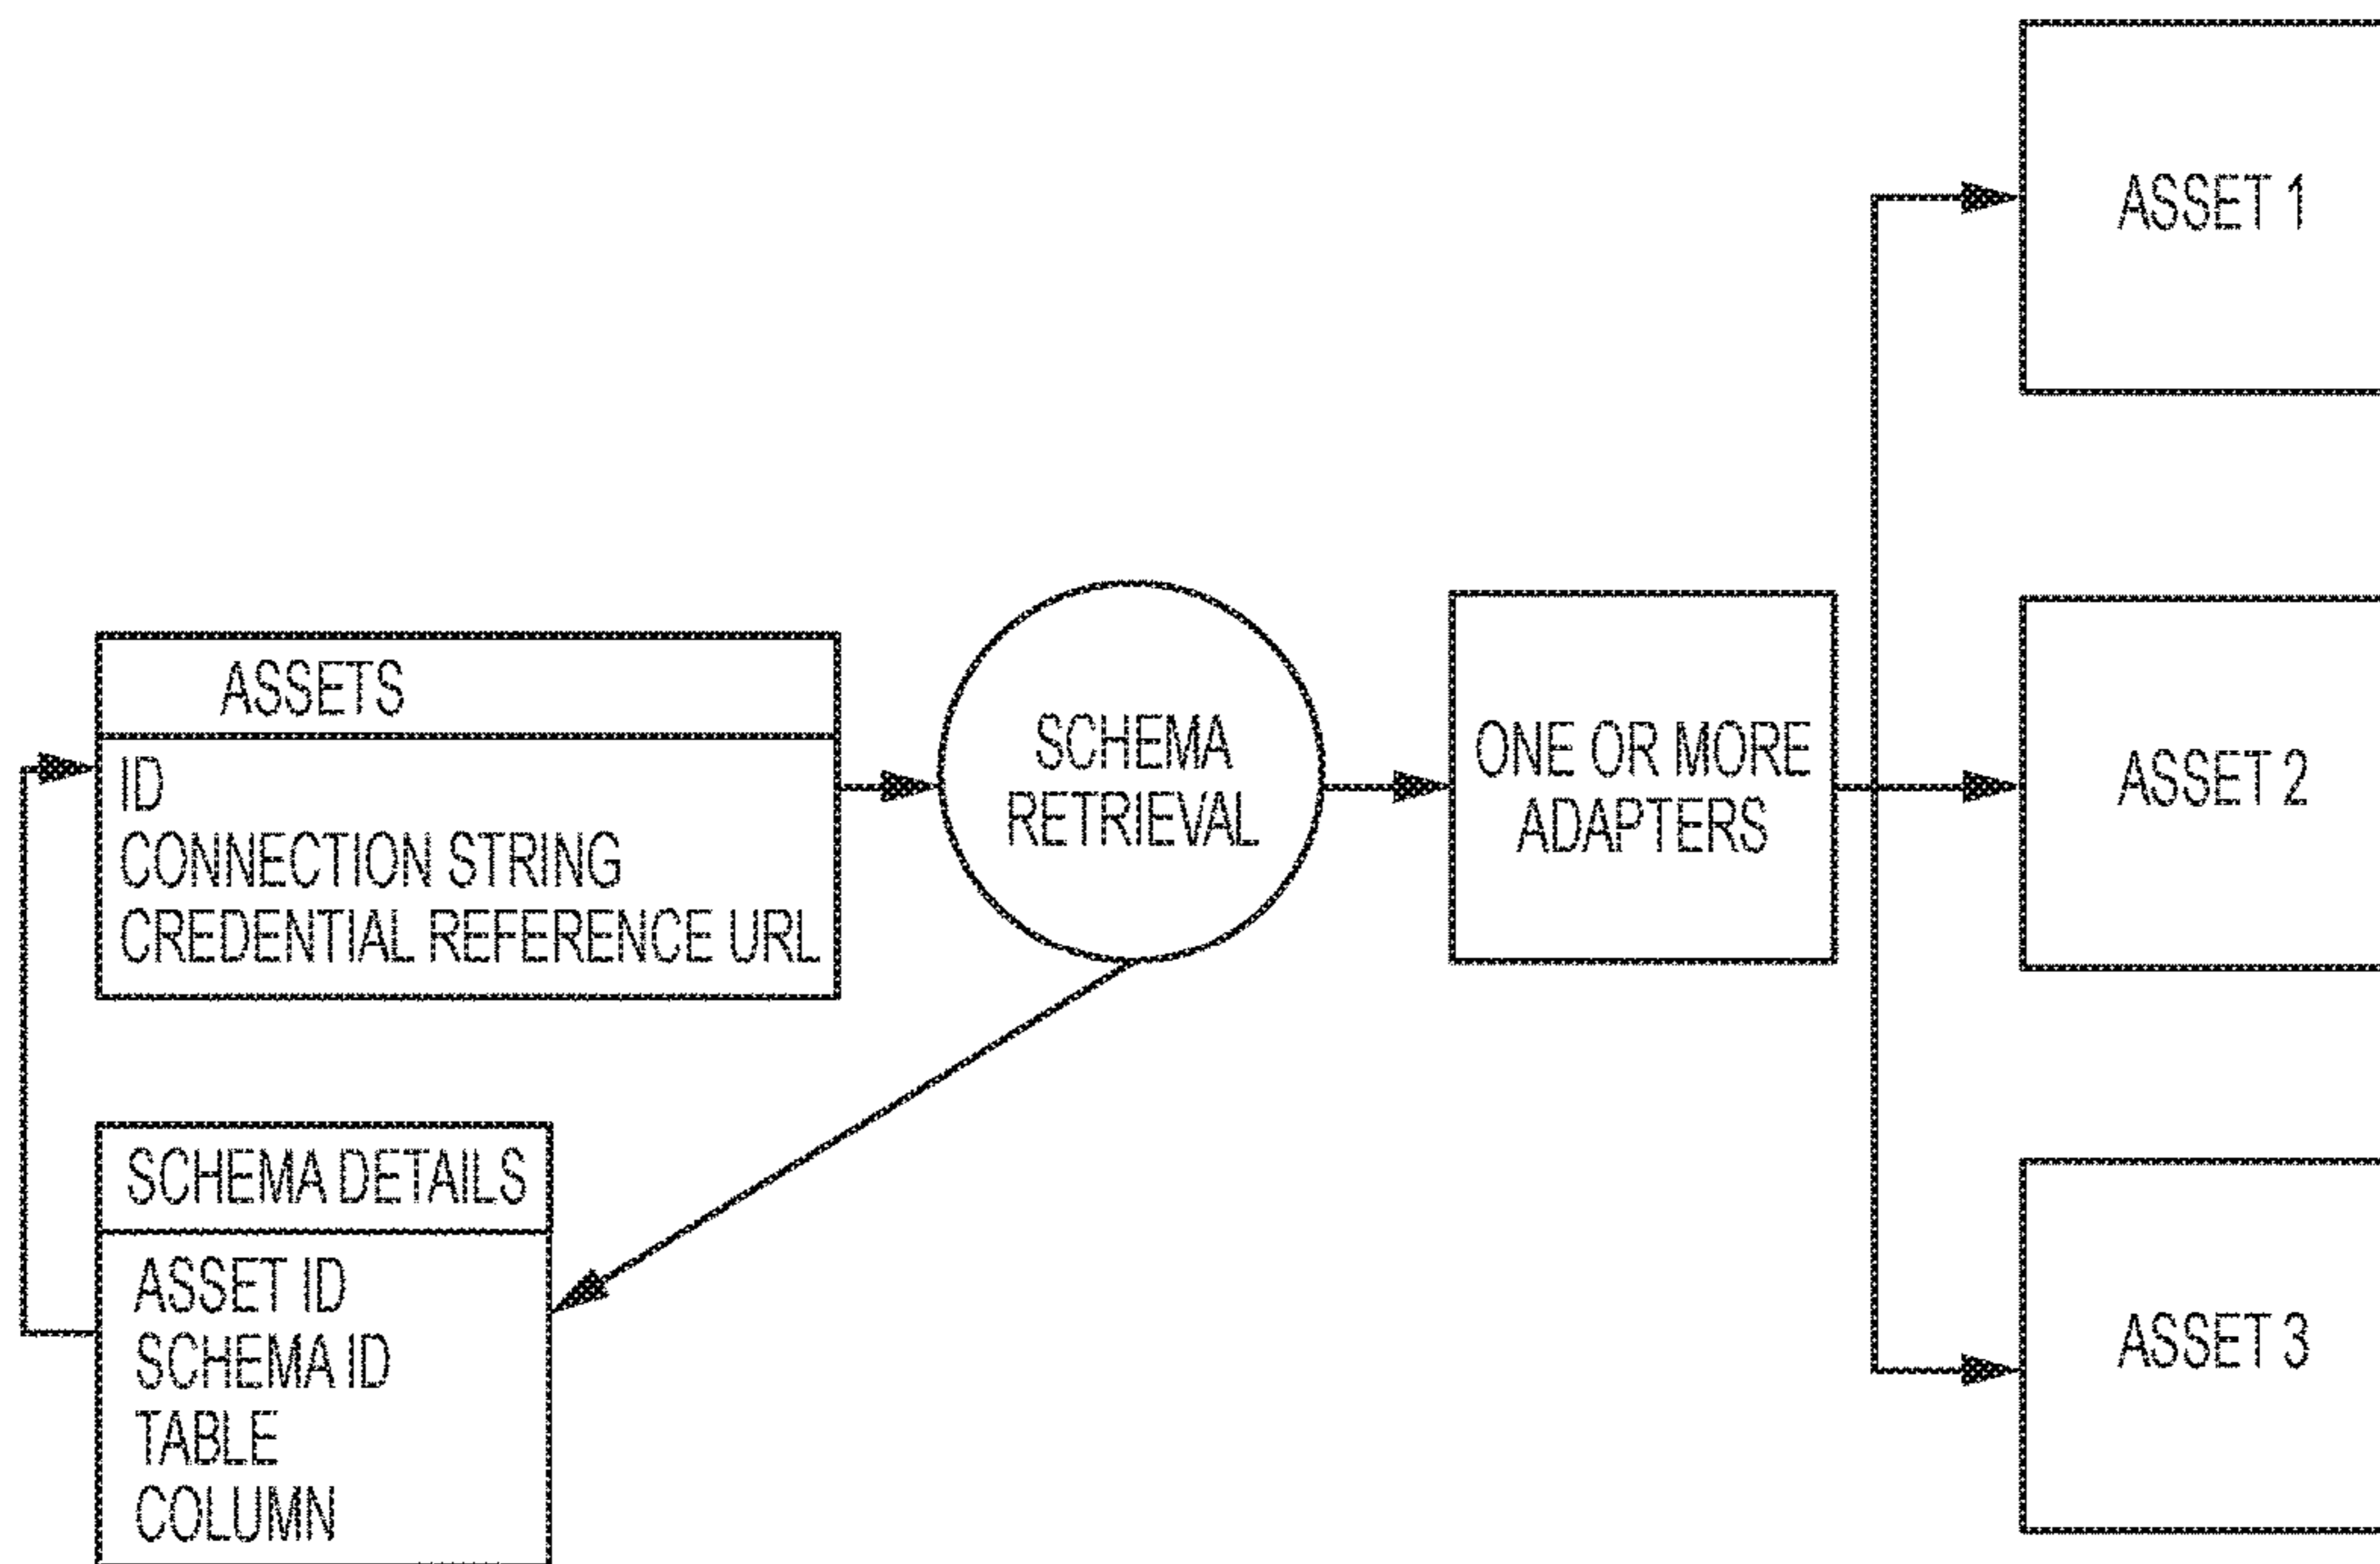 ASSETS
ID
CONNECTION STRING
CREDENTIAL REFERENCE URL
SCHEMA DETAILS
ASSET ID
SCHEMA ID
TABLE
COLUMN
SCHEMA
RETRIEVAL
ONE OR MORE
ADAPTERS
ASSET 1
ASSET 2
ASSET 3